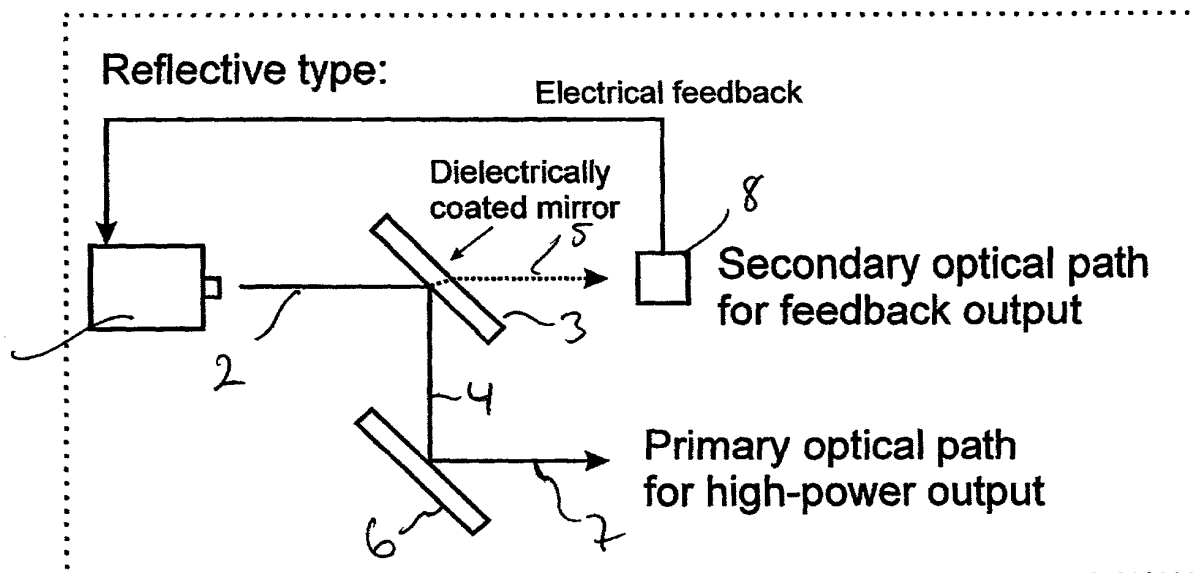 Reflective type:
Electrical feedback
Dielectrically
coated mirror
8
5
Secondary optical path
for feedback output
3
2
4
Primary optical path
for high-power output
6
7